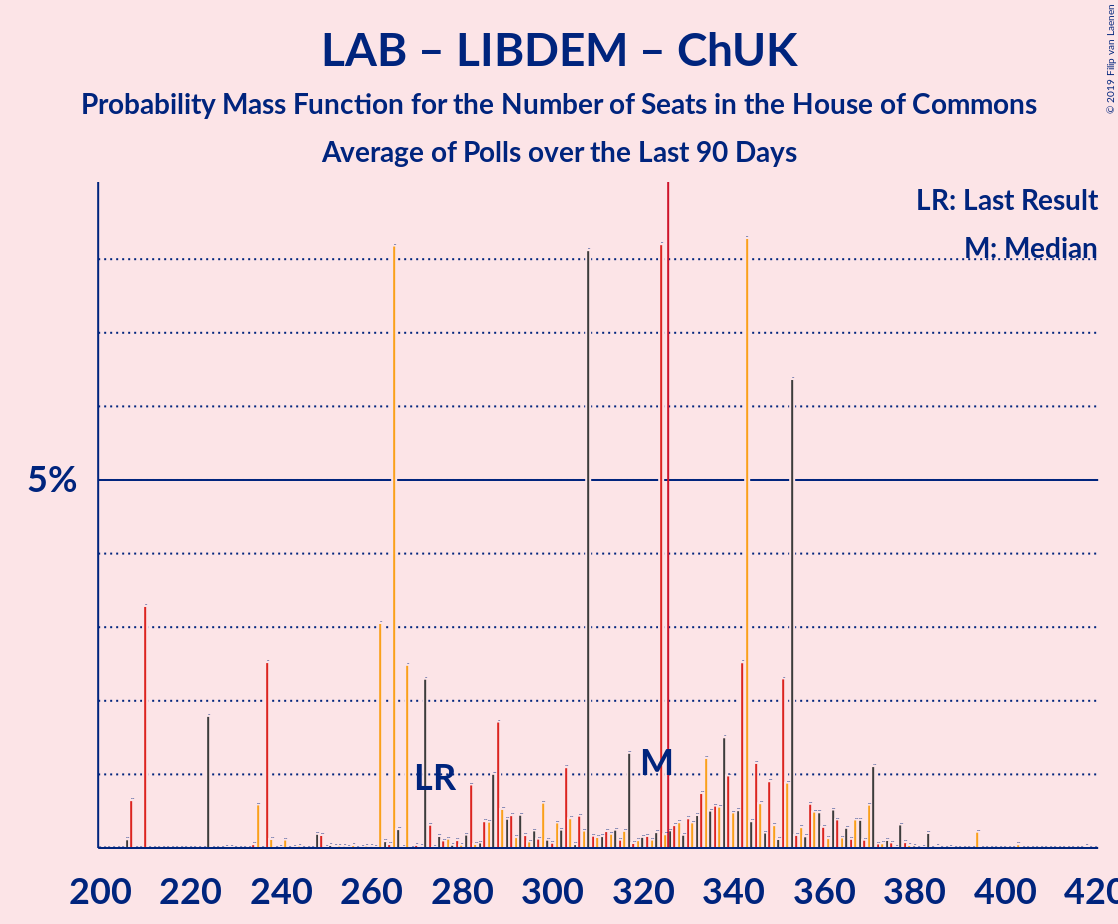 LAB – LIBDEM – ChUK
Probability Mass Function for the Number of Seats in the House of Commons
Average of Polls over the Last 90 Days
© 2019 Filip van Laenen
LR: Last Result
M: Median
5%
LR
M
200 220 240 260 280 300 320 340 360 380 400 420